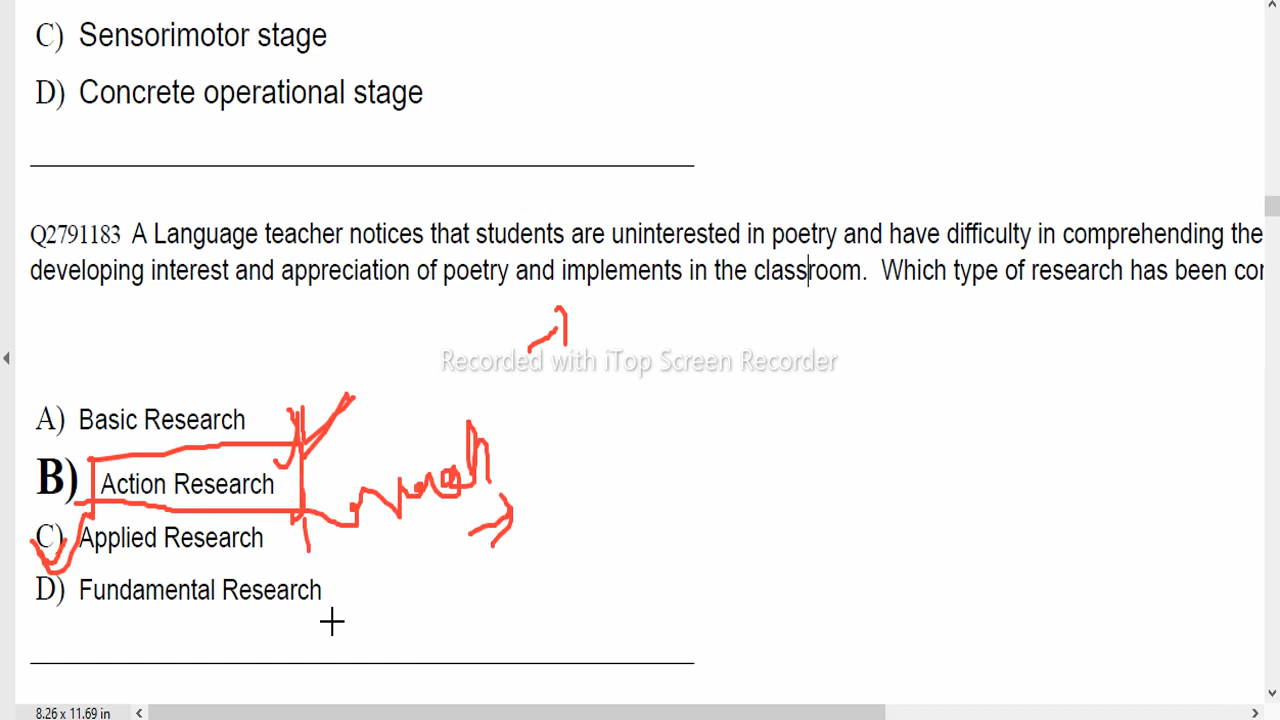 C) Sensorimotor stage
D) Concrete operational stage
Q2791183 A Language teacher notices that students are uninterested in poetry and have difficulty in comprehending the
developing interest and appreciation of poetry and implements in the classroom. Which type of research has been
Recorded with iTop Screen Recorder
A) Basic Research
B) Action Research
C) Applied Research
D) Fundamental Research
8.26 x 11.69 in